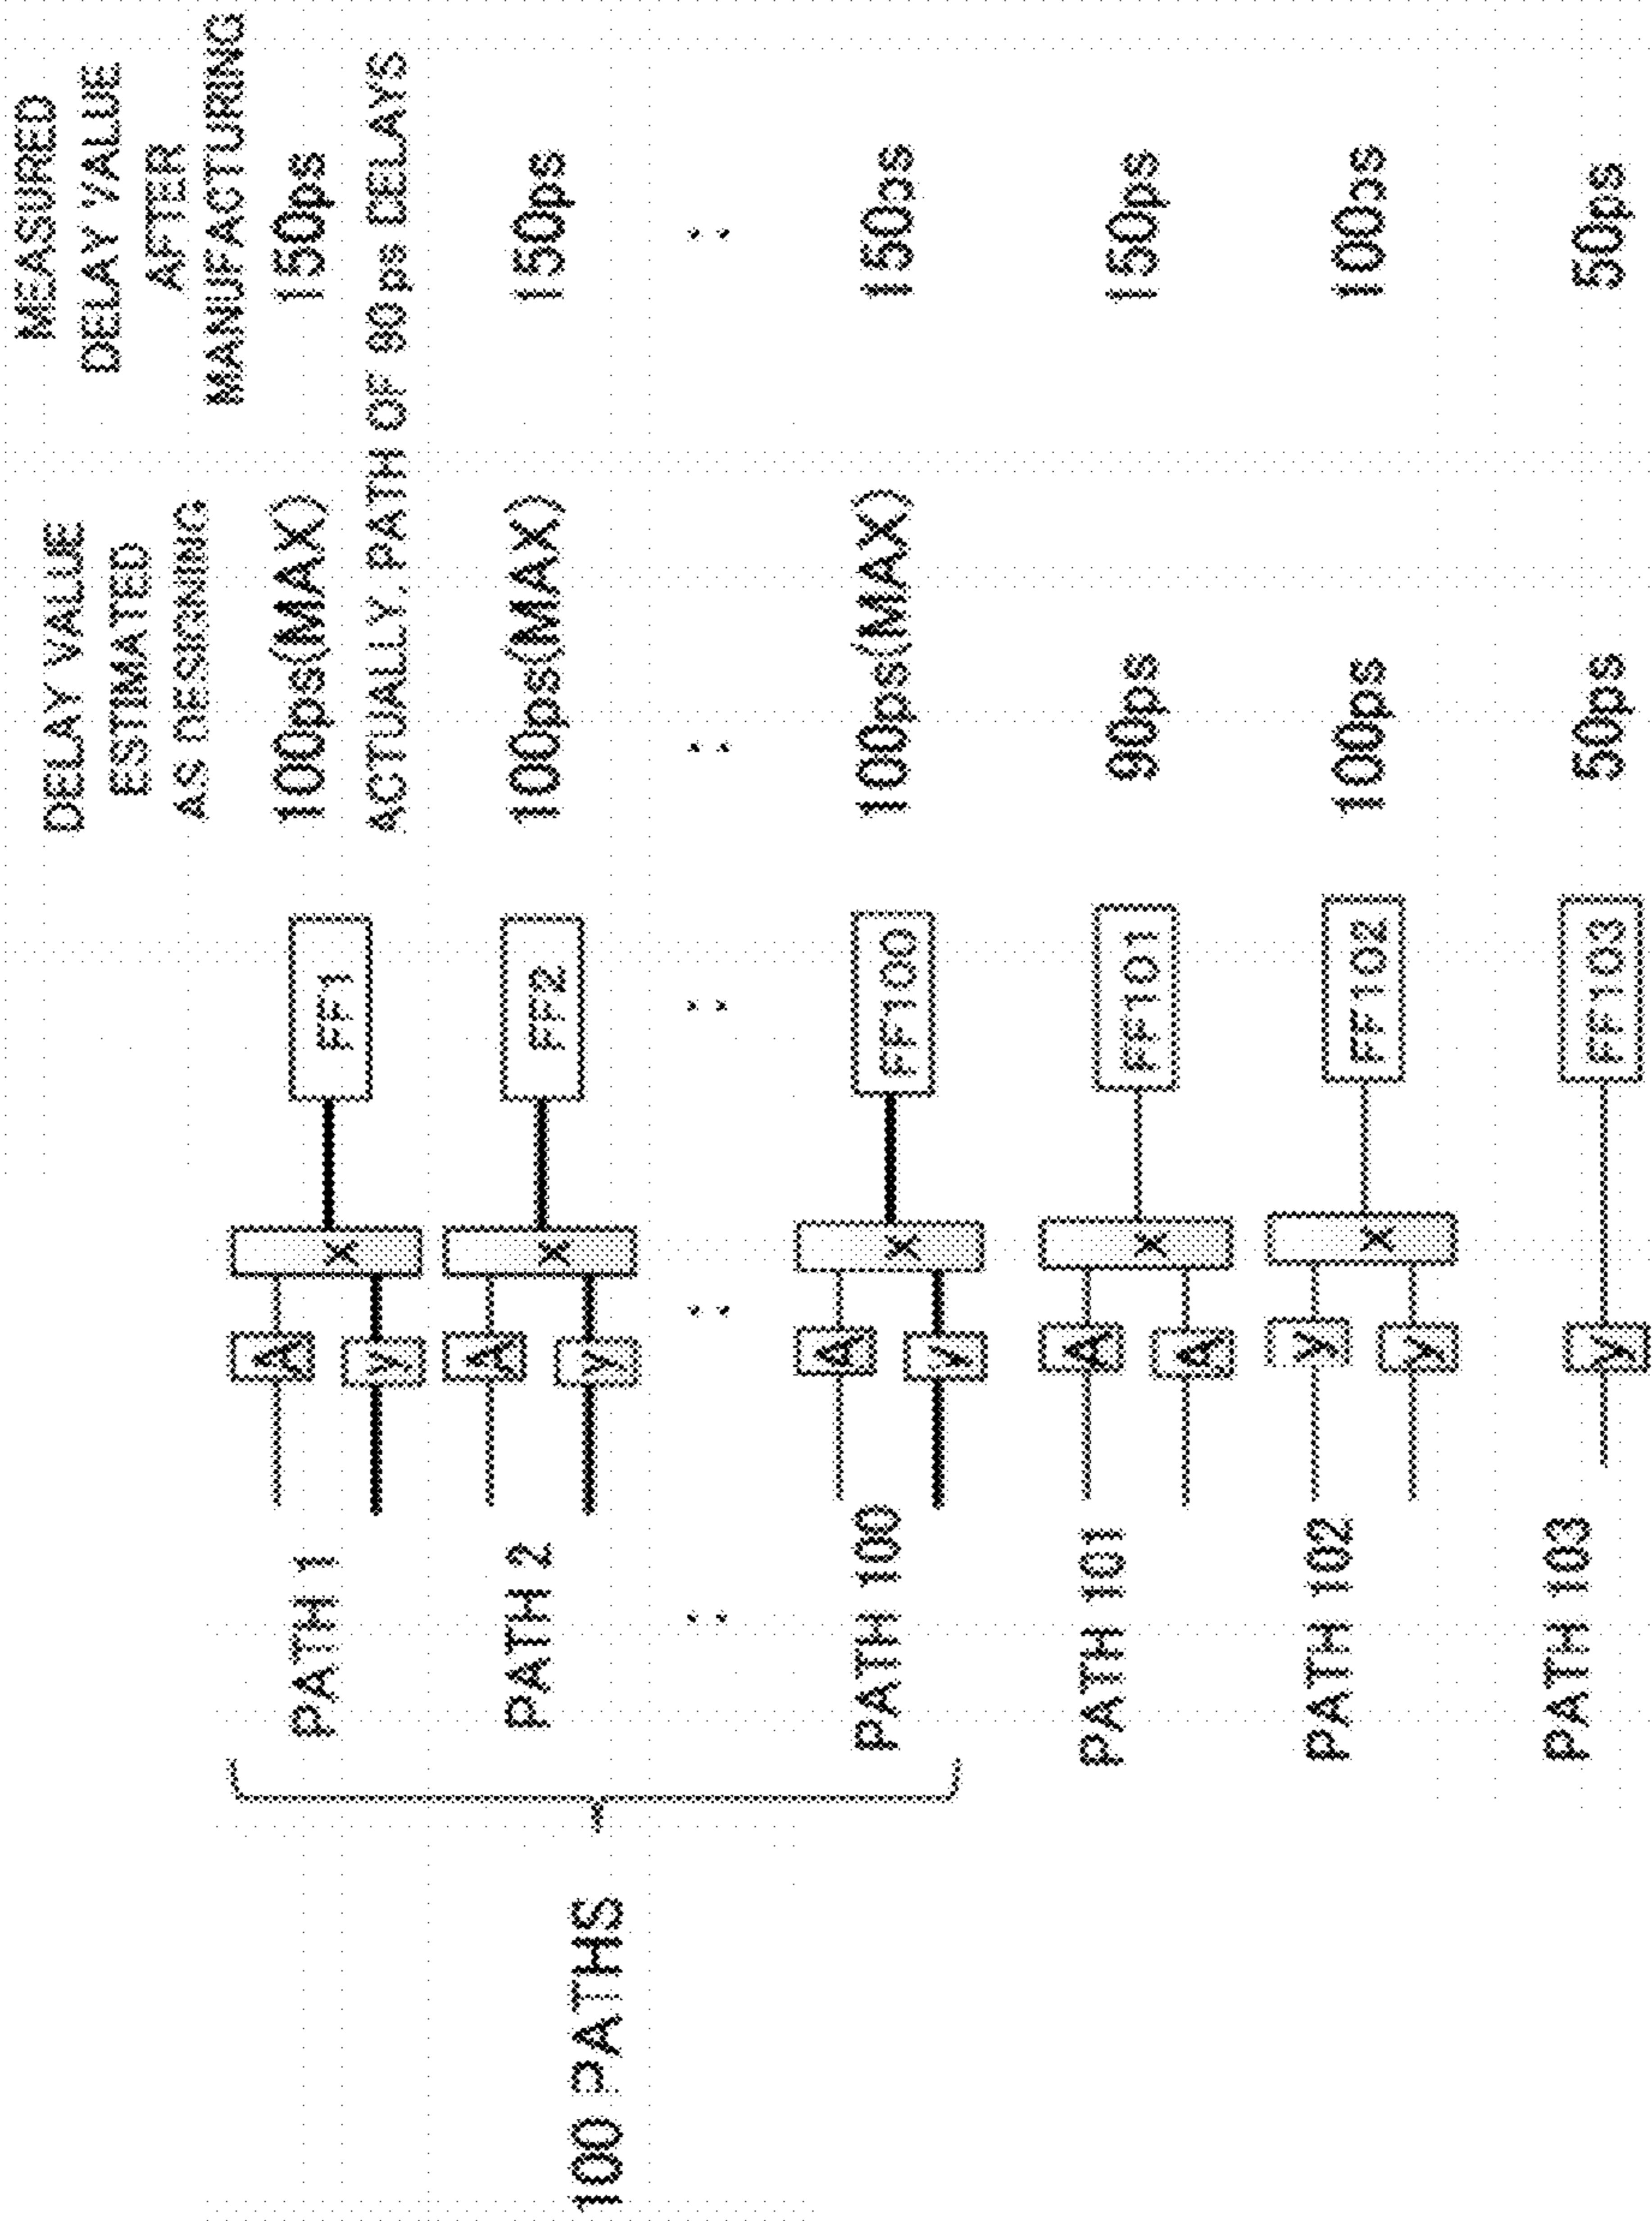 DELAY VALUE
ESTIMATED
AS DESIGNING
MEASURED
DELAY VALUE
AFTER
MANUFACTURING
100 PATHS
PATH 1
A
y
x
FF1
100ps(MAX)
150ps
ACTUALLY, PATH OF 90 ps DELAYS
PATH 2
A
y
x
FF2
100ps(MAX)
150ps
PATH 100
A
y
x
FF100
100ps(MAX)
150ps
PATH 101
A
A
x
FF101
90ps
150ps
PATH 102
y
y
x
FF102
100ps
100ps
PATH 103
y
FF103
50ps
50ps